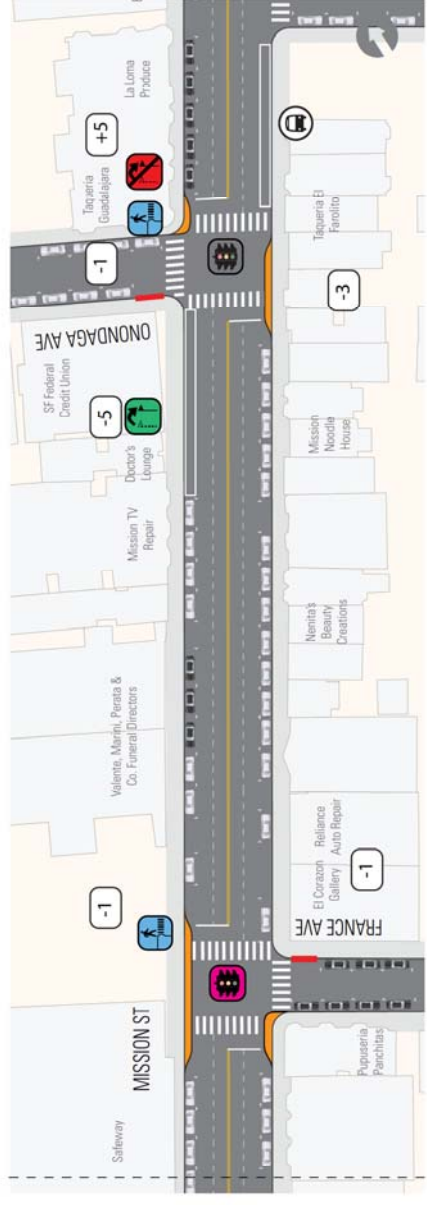 Safeway
MISSION ST
-1
Valente, Marini, Perata &
Co. Funeral Directors
Mission TV
Repair
Doctor's
Lounge
-5
SF Federal
Credit Union
ONONDAGA AVE
-1
Taqueria
Guadalajara
+5
La Loma
Produce
Pupuseria
Panchitas
FRANCE AVE
El Corazon
Gallery
Reliance
Auto Repair
-1
Nenita's
Beauty
Creations
Mission
Noodle
House
-3
Taqueria El
Farolito